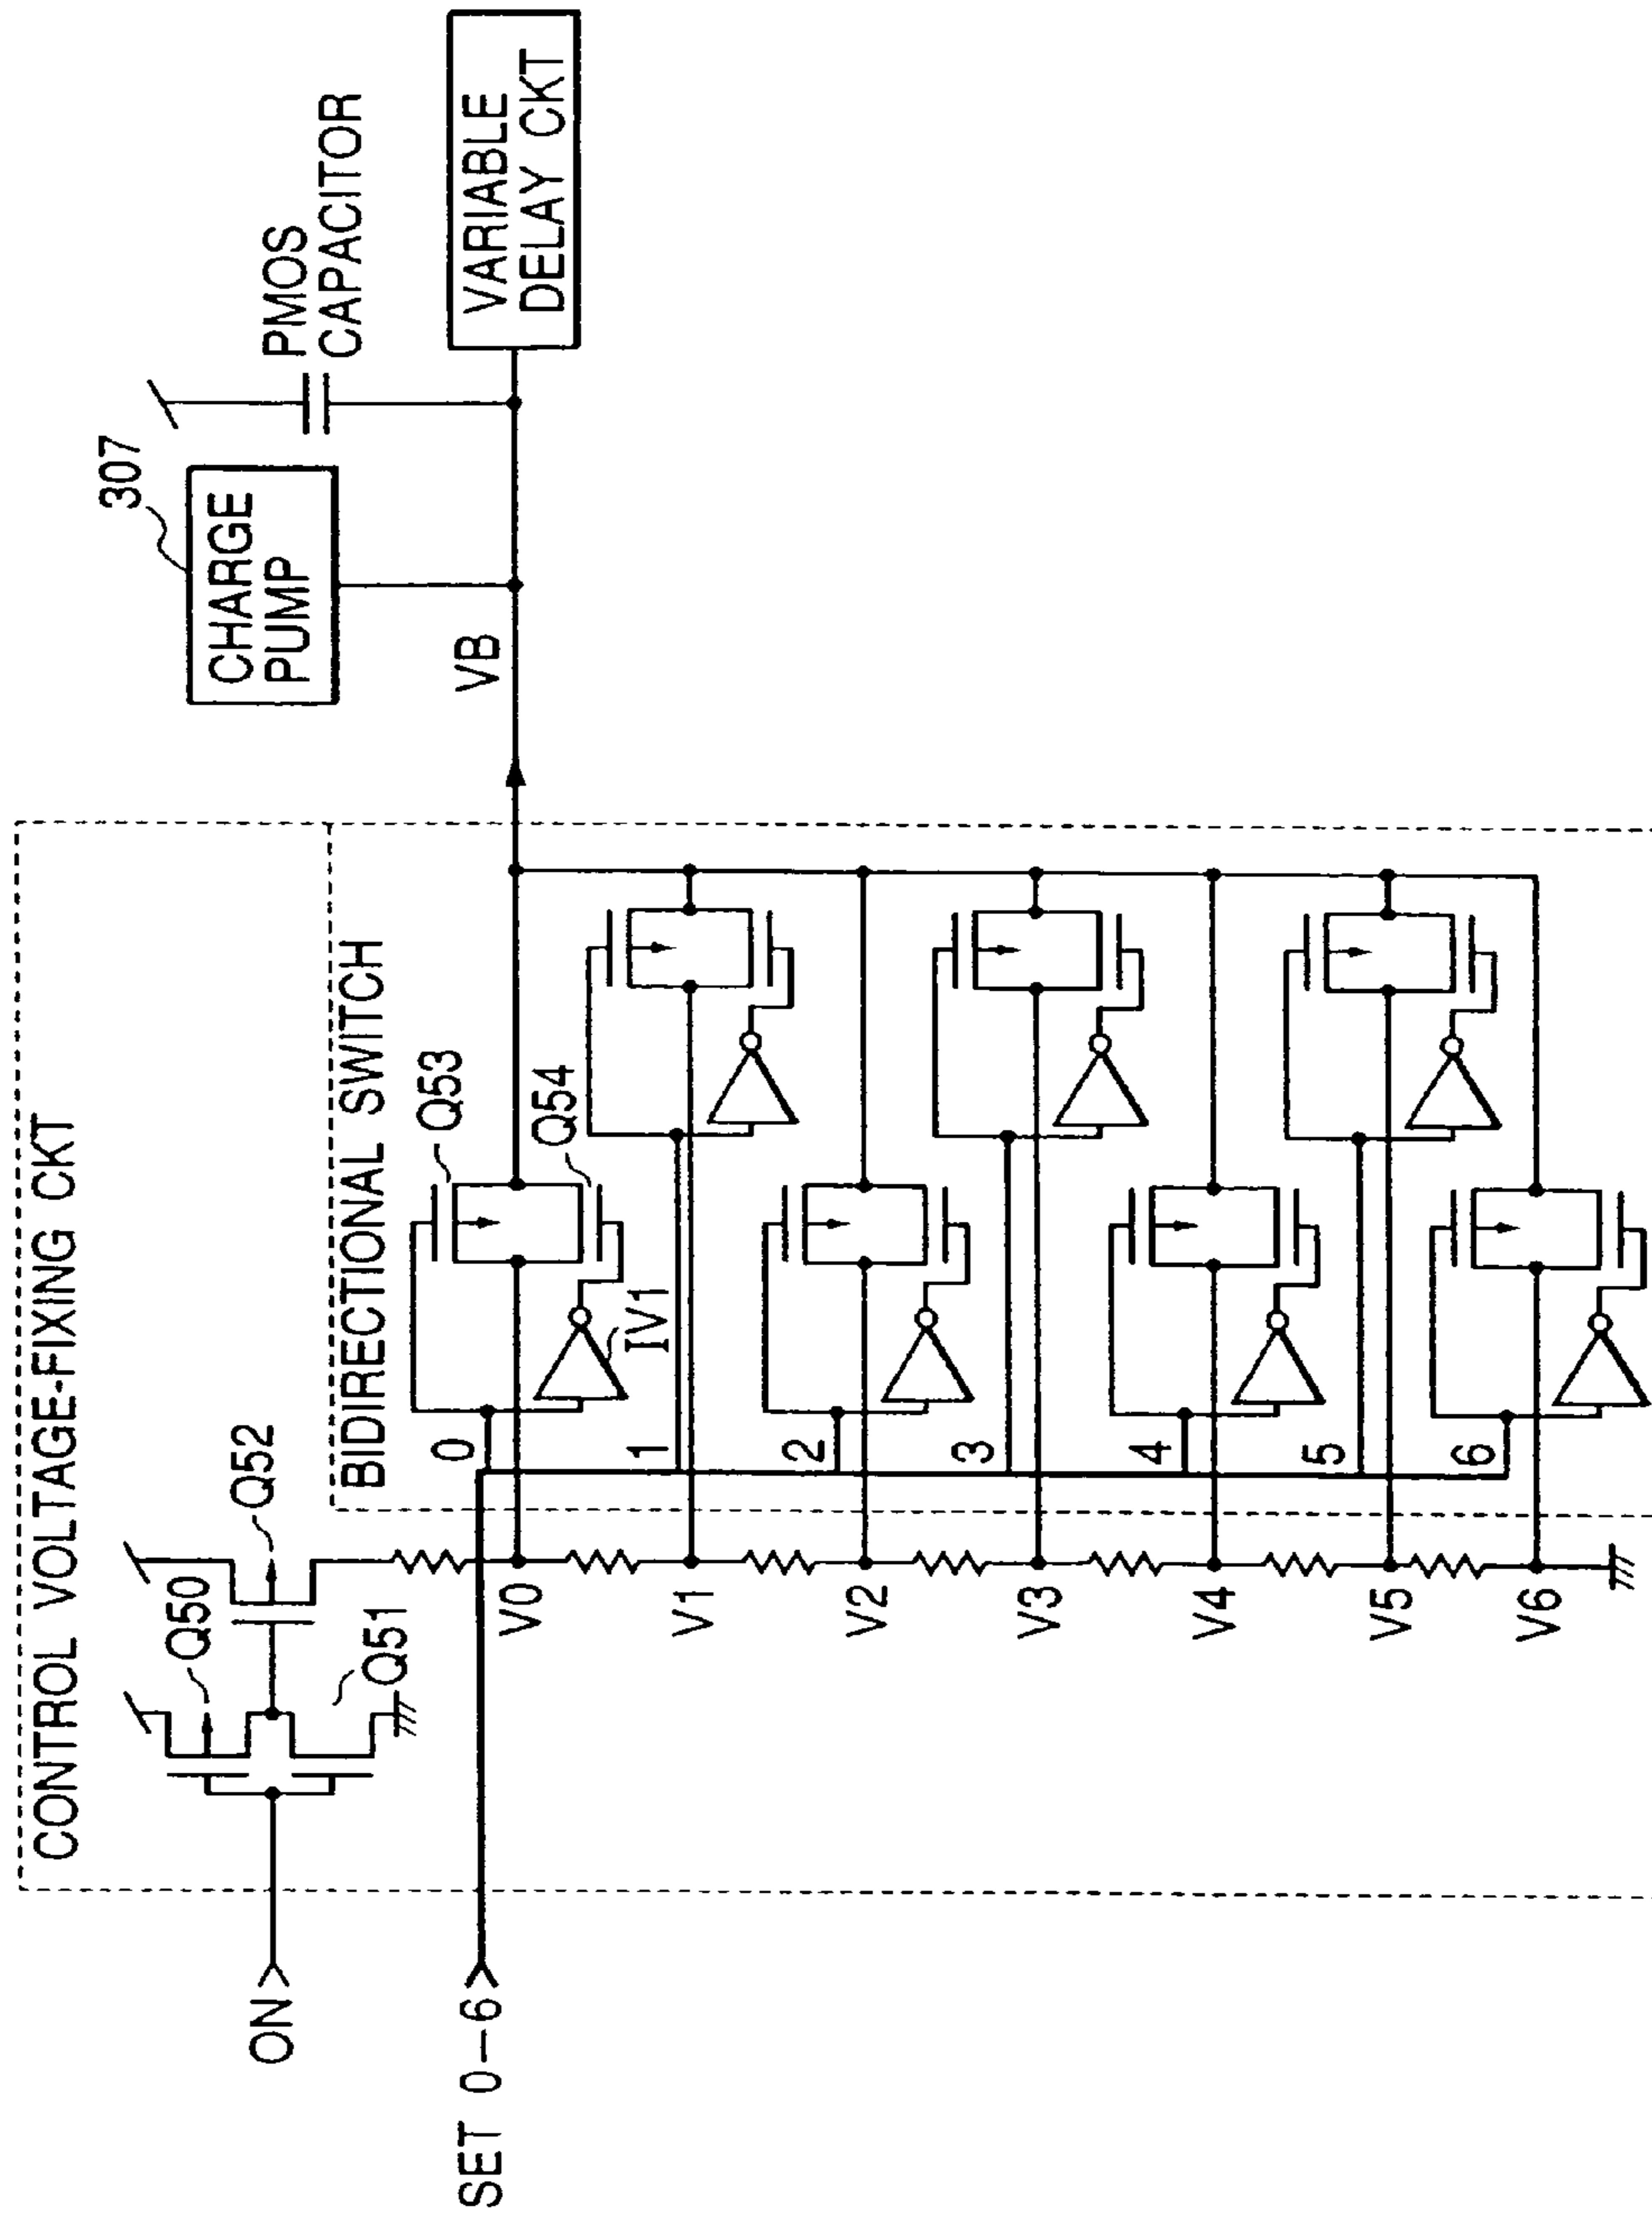 CONTROL VOLTAGE-FIXING CKT
ON
Q50
Q51
Q52
SET 0-6
BIDIRECTIONAL SWITCH
Q53
Q54
IV1
0
1
2
3
4
5
6
V0
V1
V2
V3
V4
V5
V6
VB
307
CHARGE
PUMP
PMOS
CAPACITOR
VARIABLE
DELAY CKT